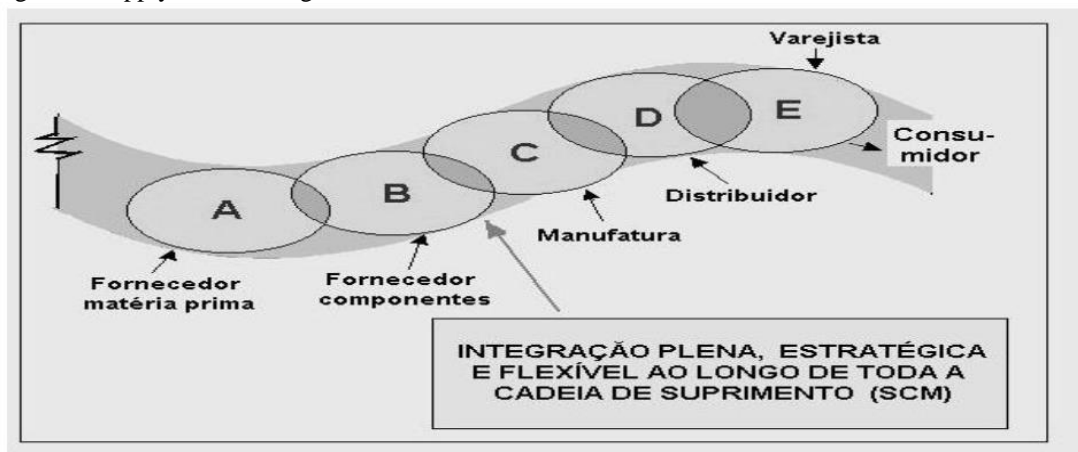 Varejista
A
B
C
D
E
Consu-
midor
Distribuidor
Manufatura
Fornecedor
matéria prima
Fornecedor
componentes
INTEGRAÇÃO PLENA, ESTRATÉGICA
E FLEXÍVEL AO LONGO DE TODA A
CADEIA DE SUPRIMENTO (SCM)